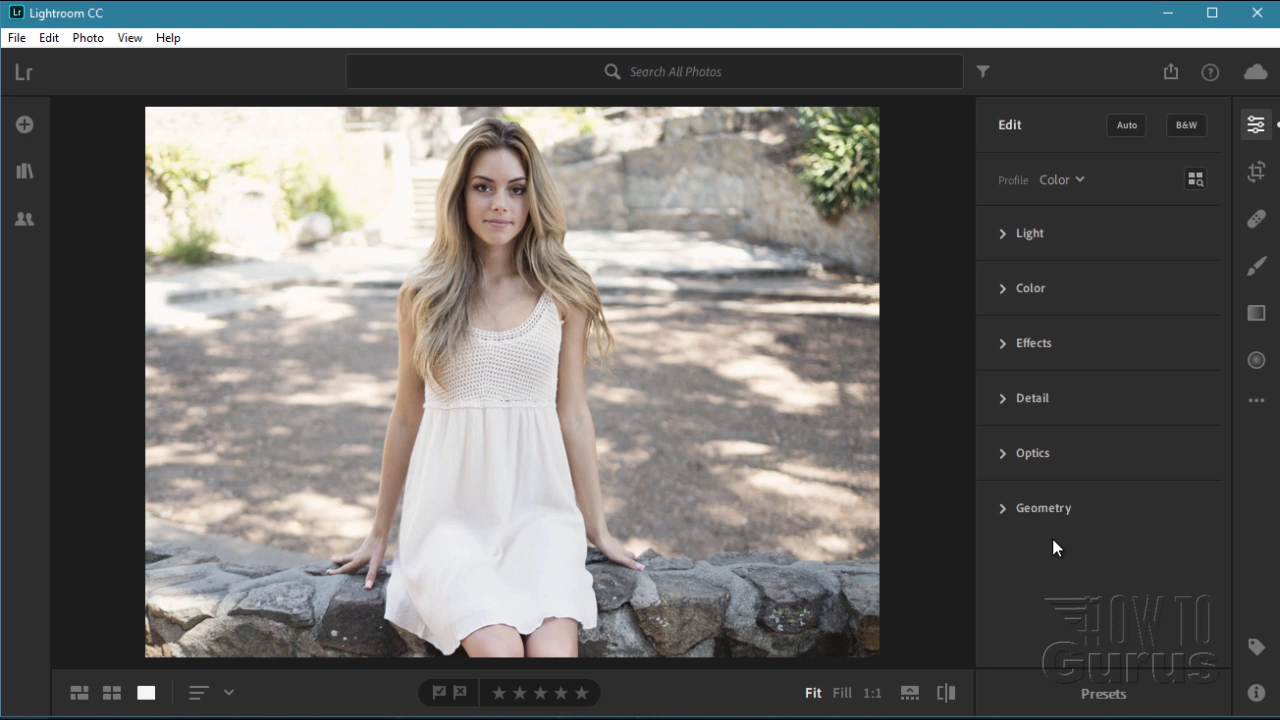 Lr Lightroom CC
File Edit Photo View Help
Lr
Search All Photos
Edit Auto B&W
Profile Color
Light
Color
Effects
Detail
Optics
Geometry
HOW TO
Gurus
Fit Fill 1:1
Presets